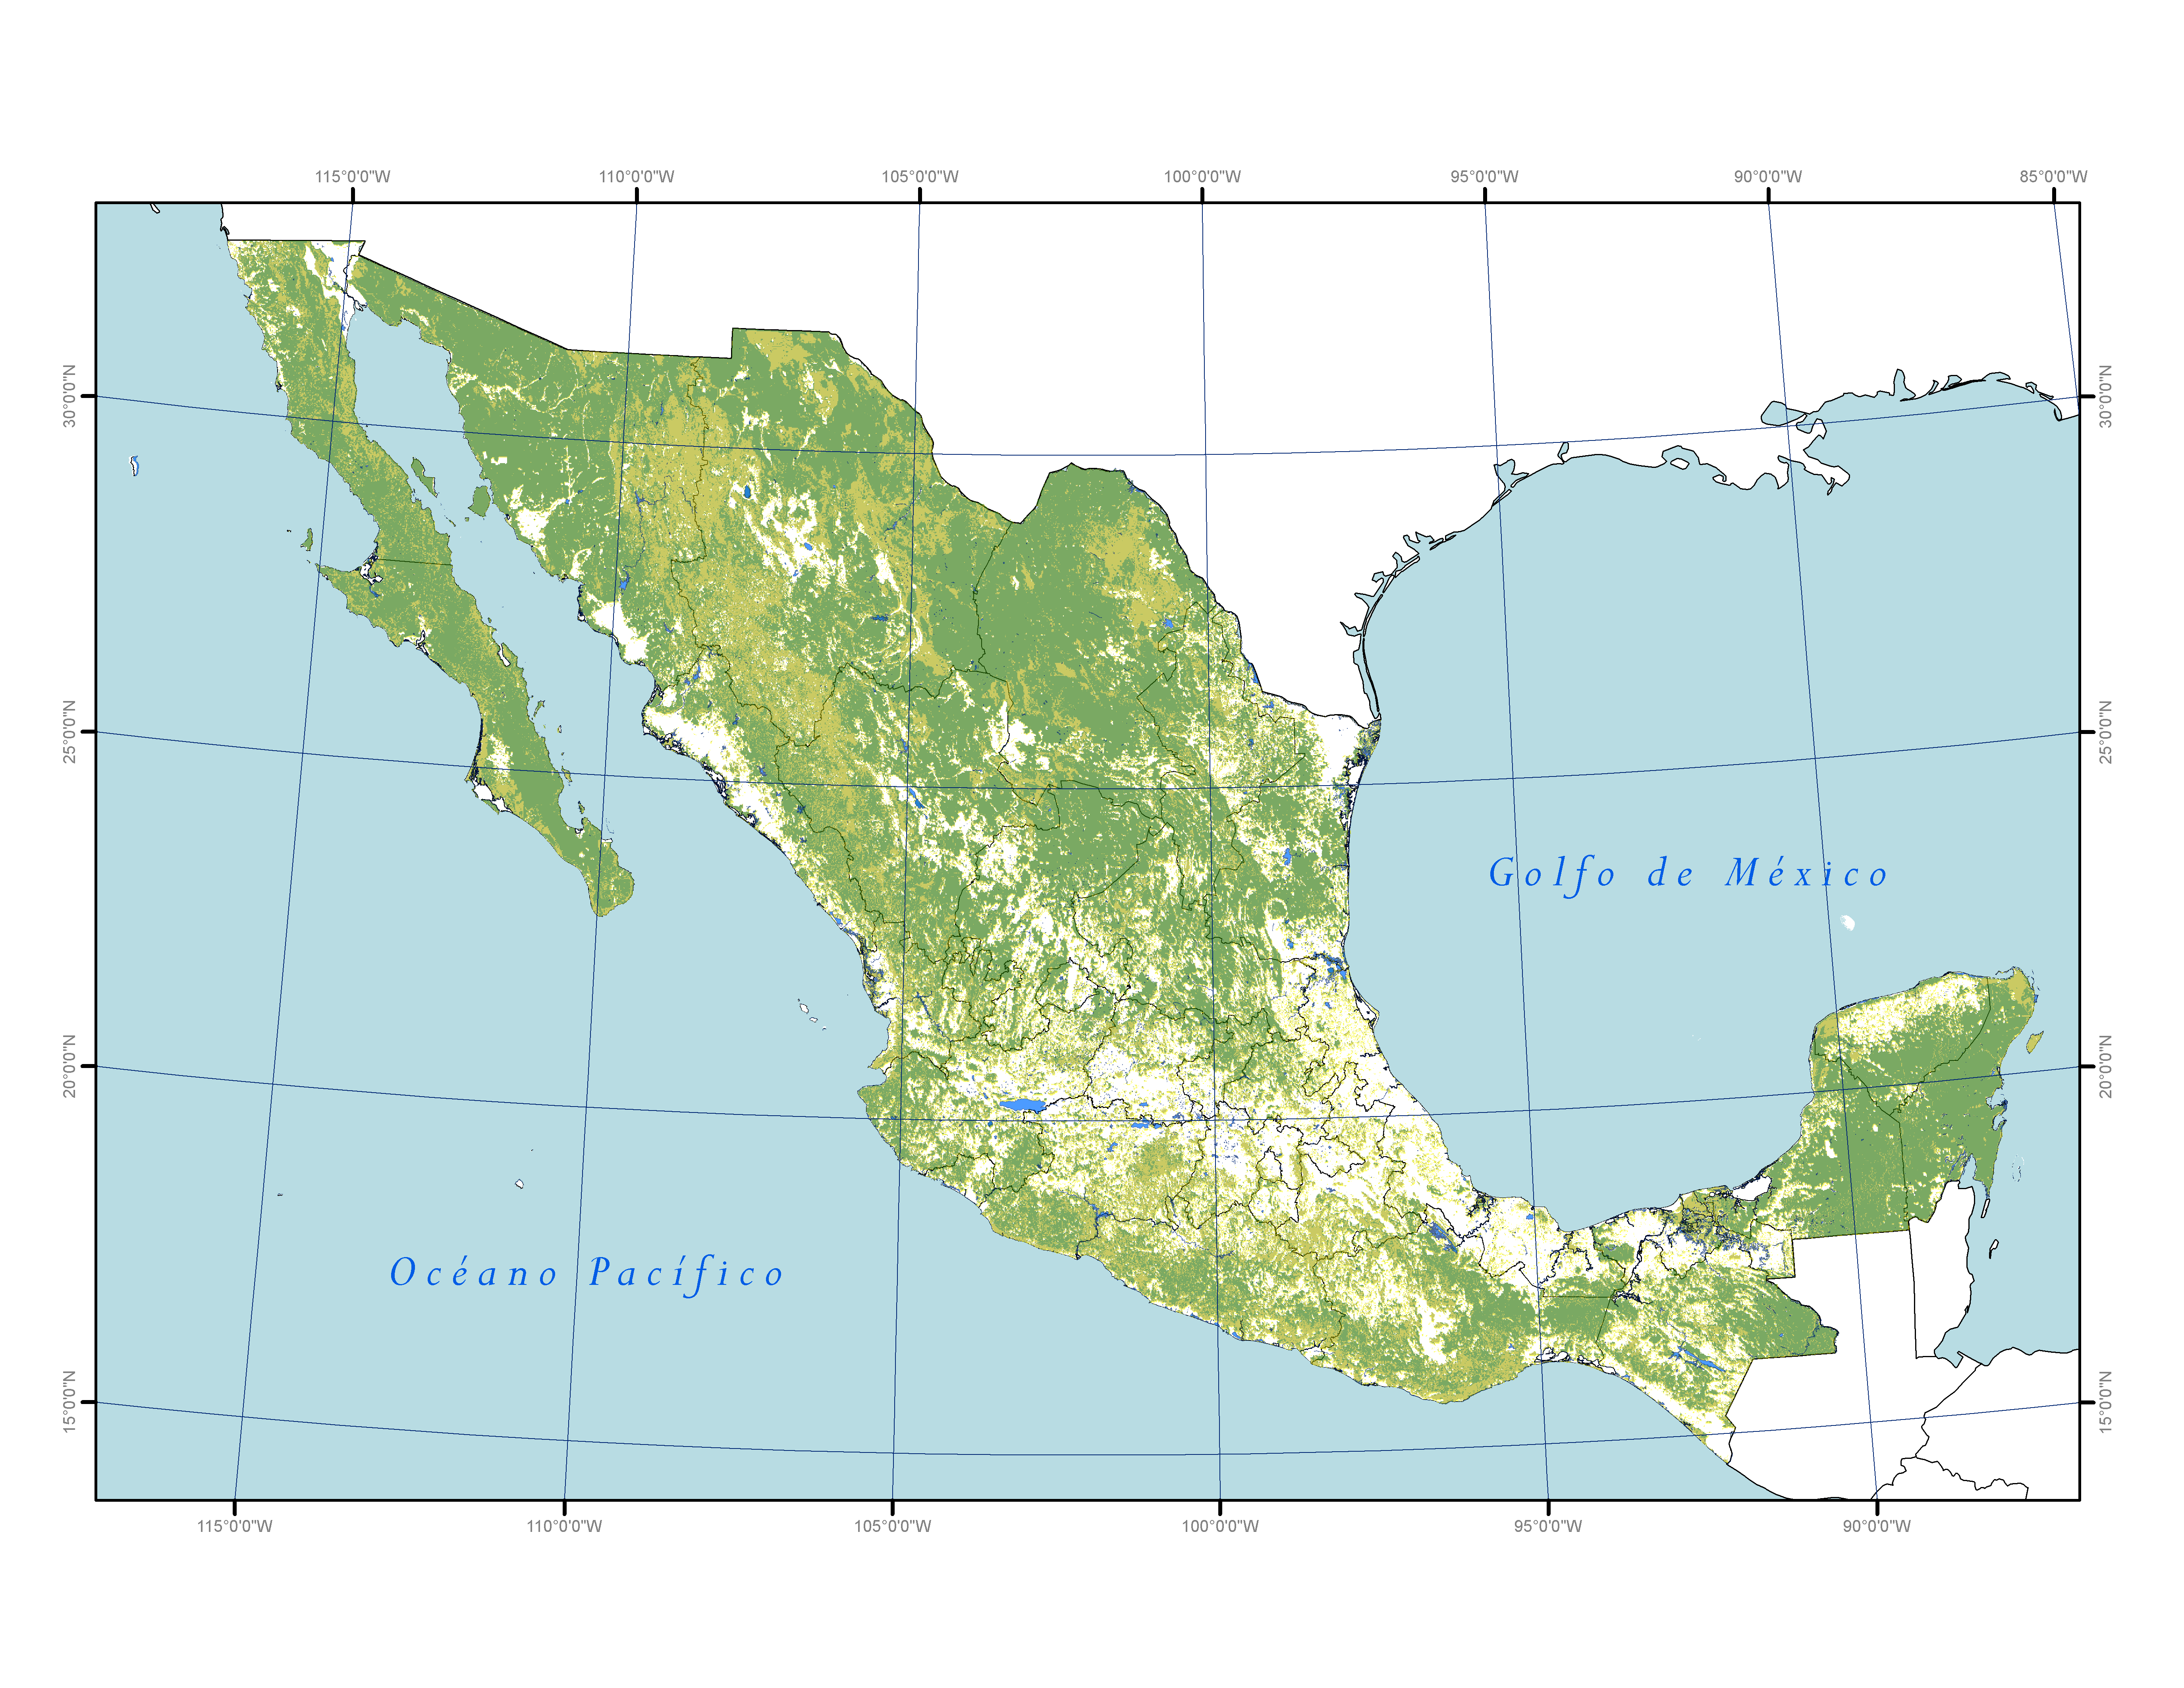 115°0'0"W 110°0'0"W 105°0'0"W 100°0'0"W 95°0'0"W 90°0'0"W 85°0'0"W
30°0'0"N 30°0'0"N
25°0'0"N 25°0'0"N
Golfo de México
20°0'0"N 20°0'0"N
Océano Pacífico
15°0'0"N 15°0'0"N
115°0'0"W 110°0'0"W 105°0'0"W 100°0'0"W 95°0'0"W 90°0'0"W